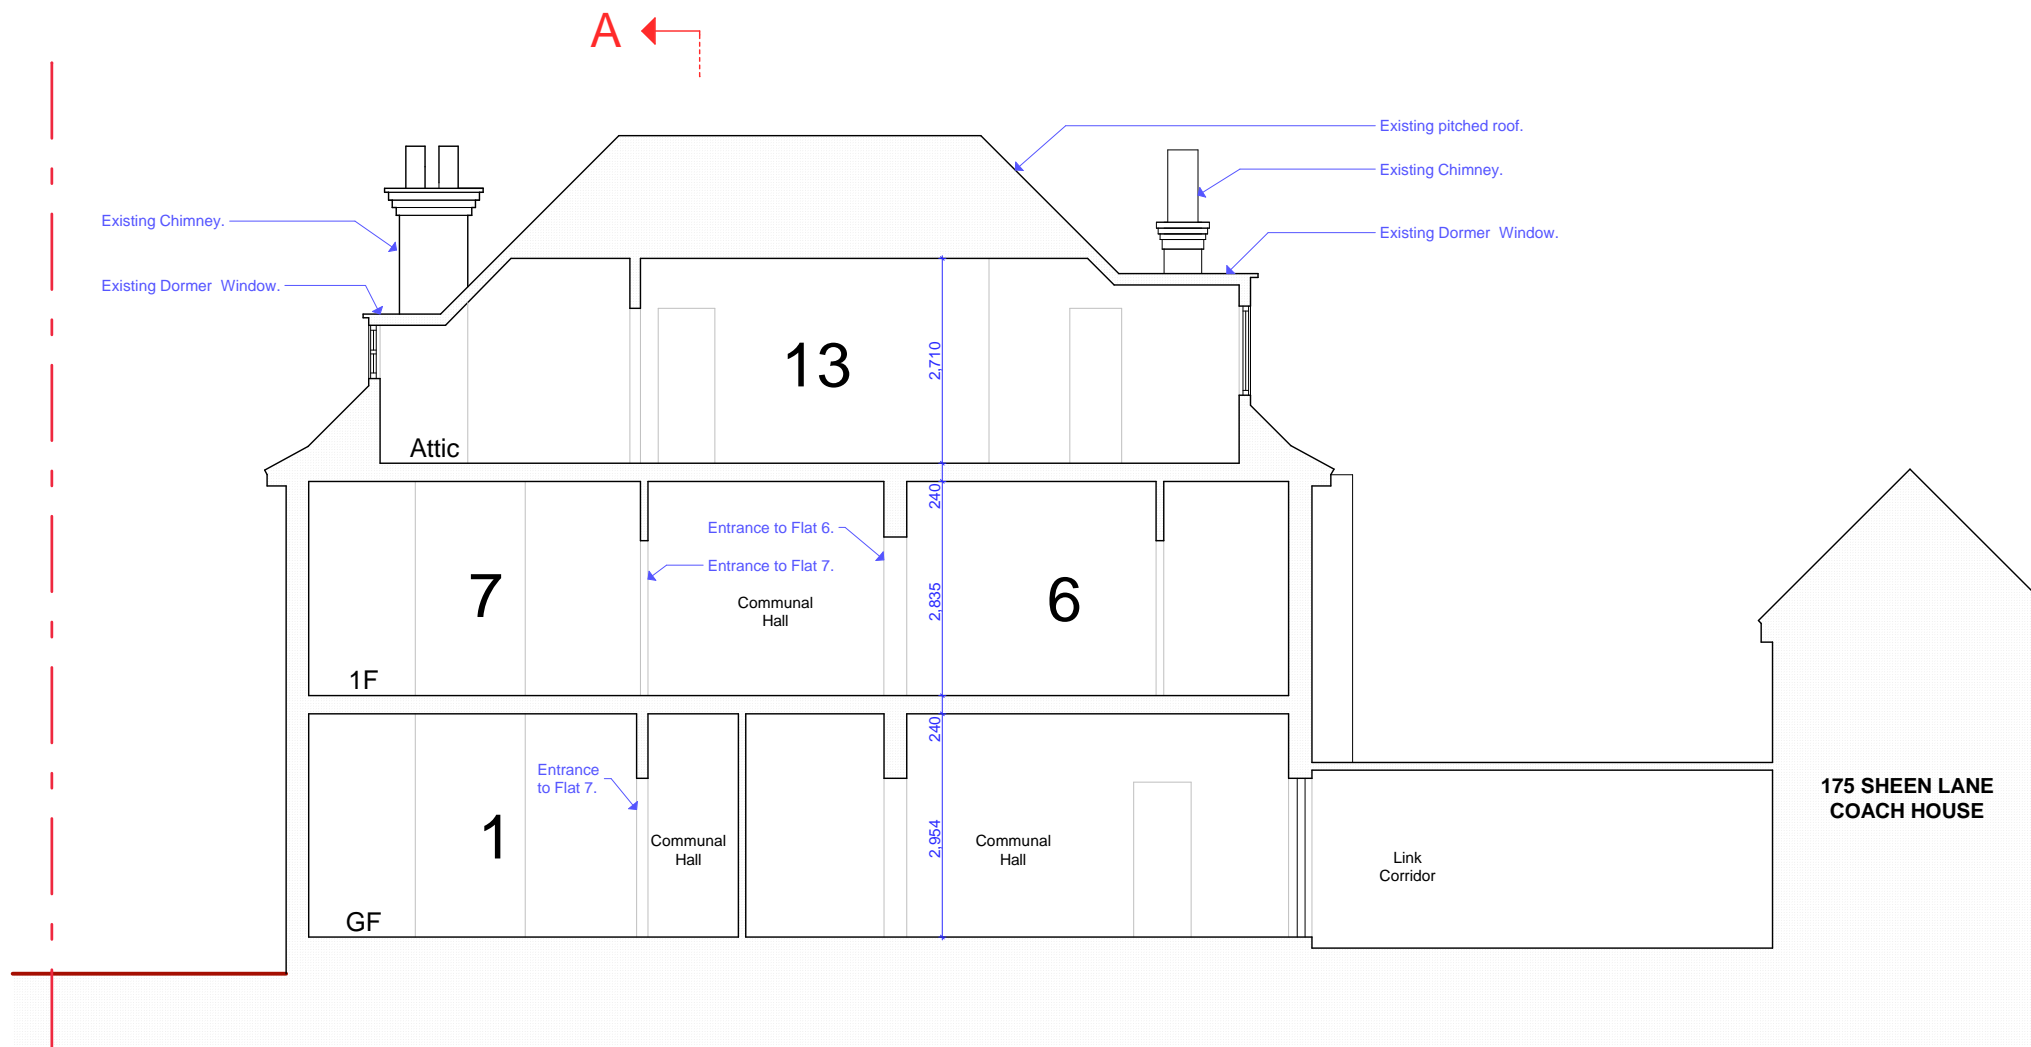 A
Existing pitched roof.
Existing Chimney.
Existing Chimney.
Existing Dormer  Window.
Existing Dormer  Window.
13
2,710
Attic
240
Entrance to Flat 6.
Entrance to Flat 7.
7
Communal
Hall
2,835
6
1F
240
Entrance
to Flat 7.
1
Communal
Hall
2,954
Communal
Hall
Link
Corridor
175 SHEEN LANE
COACH HOUSE
GF